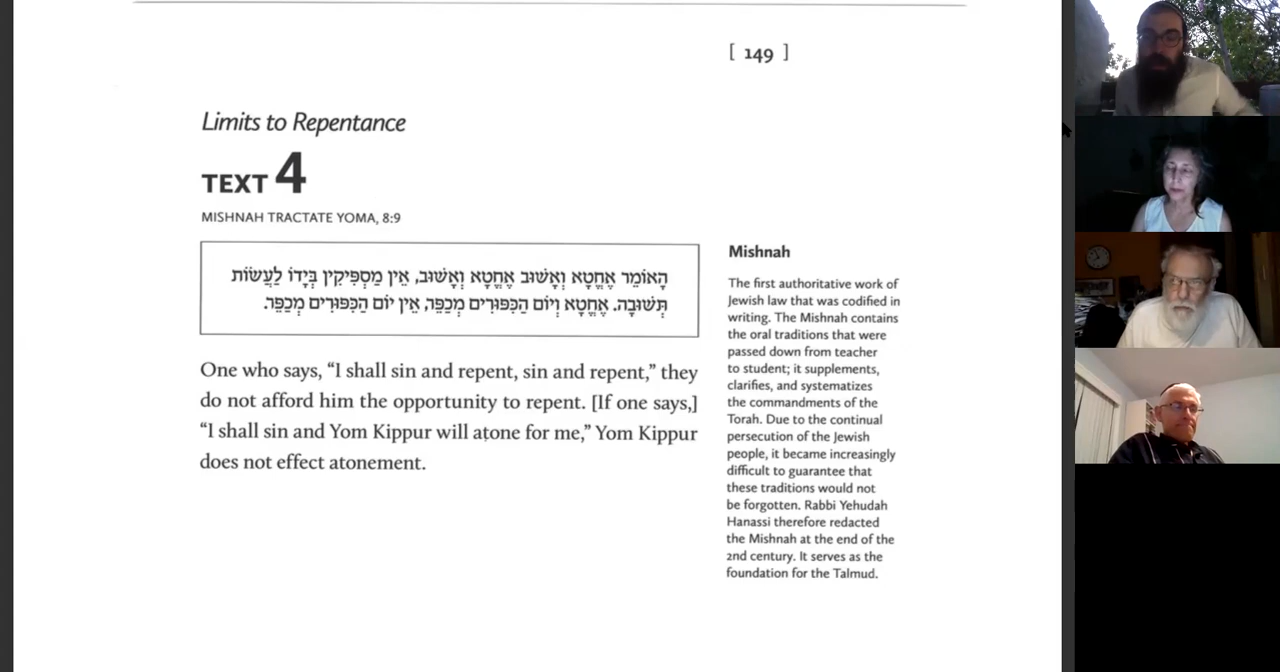 [ 149 ]
Limits to Repentance
TEXT 4
MISHNAH TRACTATE YOMA, 8:9
הָאוֹמֵר אֶחֱטָא וְאָשׁוּב אֶחֱטָא וְאָשׁוּב, אֵין מַסְפִּיקִין בְּיָדוֹ לַעֲשׂוֹת
תְּשׁוּבָה. אֶחֱטָא וְיוֹם הַכִּפּוּרִים מְכַפֵּר, אֵין יוֹם הַכִּפּוּרִים מְכַפֵּר.
One who says, “I shall sin and repent, sin and repent,” they
do not afford him the opportunity to repent. [If one says,]
“I shall sin and Yom Kippur will atone for me,” Yom Kippur
does not effect atonement.
Mishnah
The first authoritative work of
Jewish law that was codified in
writing. The Mishnah contains
the oral traditions that were
passed down from teacher
to student; it supplements,
clarifies, and systematizes
the commandments of the
Torah. Due to the continual
persecution of the Jewish
people, it became increasingly
difficult to guarantee that
these traditions would not
be forgotten. Rabbi Yehudah
Hanassi therefore redacted
the Mishnah at the end of the
2nd century. It serves as the
foundation for the Talmud.